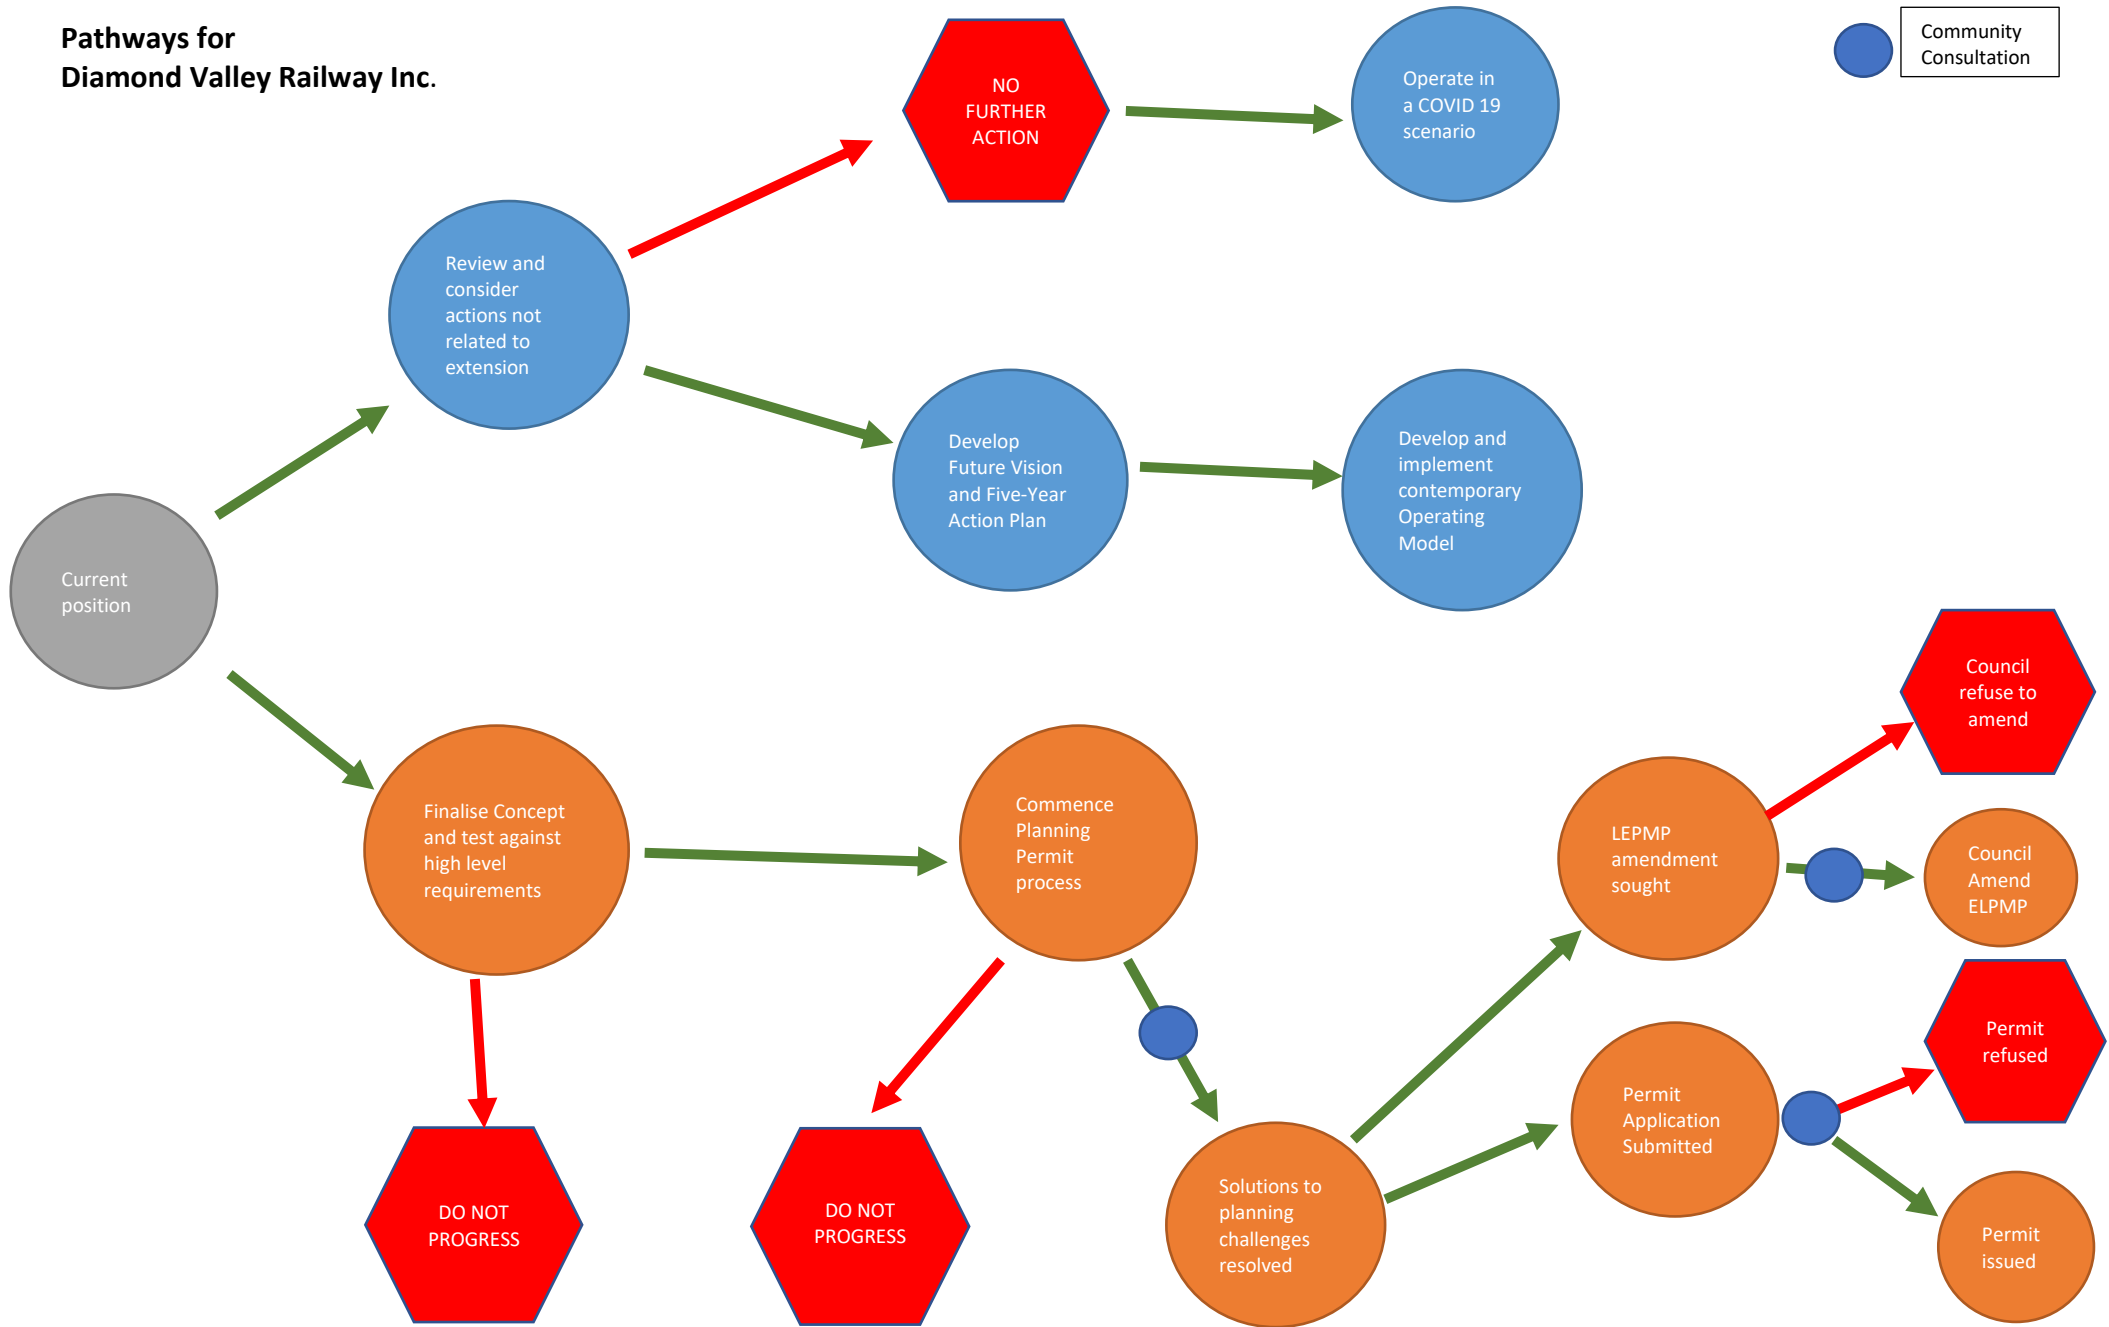 Pathways for
Diamond Valley Railway Inc.
Community
Consultation
NO
FURTHER
ACTION
Operate in
a COVID 19
scenario
Review and
consider
actions not
related to
extension
Develop
Future Vision
and Five-Year
Action Plan
Develop and
implement
contemporary
Operating
Model
Current
position
Finalise Concept
and test against
high level
requirements
Commence
Planning
Permit
process
LEPMP
amendment
sought
Council
refuse to
amend
Council
Amend
ELPMP
Permit
refused
Permit
Application
Submitted
Permit
issued
Solutions to
planning
challenges
resolved
DO NOT
PROGRESS
DO NOT
PROGRESS